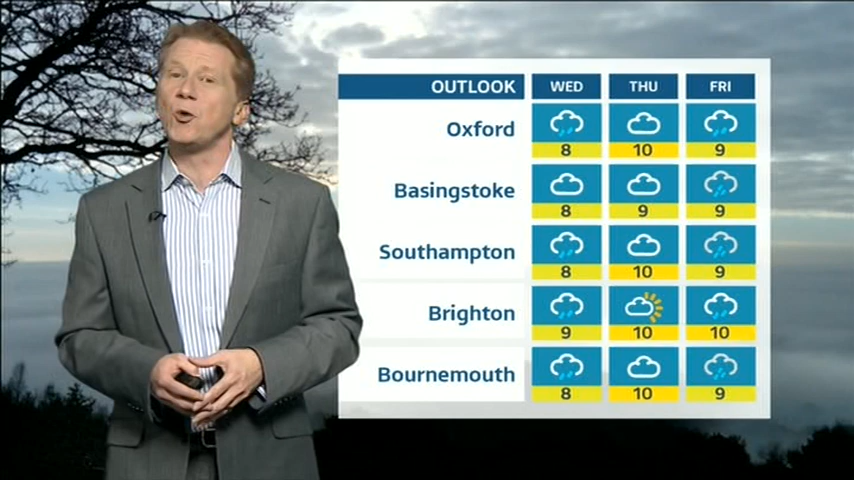 OUTLOOK WED THU FRI
Oxford 8 10 9
Basingstoke 8 9 9
Southampton 8 10 9
Brighton 9 10 10
Bournemouth 8 10 9